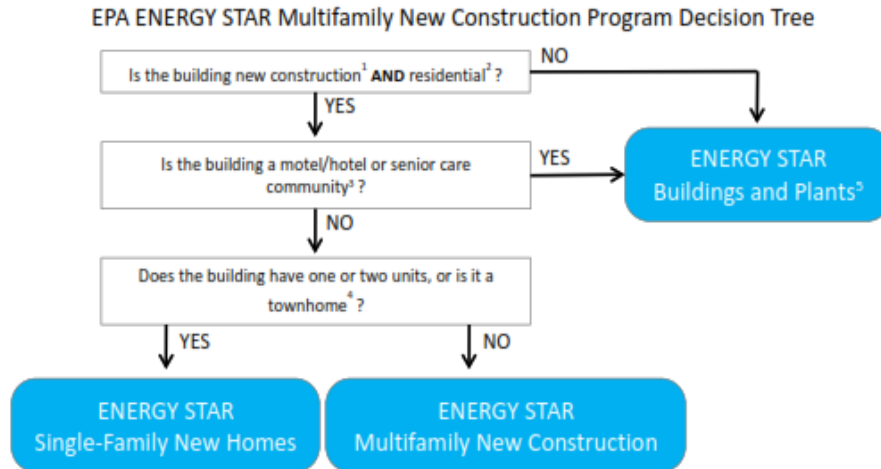 EPA ENERGY STAR Multifamily New Construction Program Decision Tree
Is the building new construction¹ AND residential² ?
NO
YES
Is the building a motel/hotel or senior care
community³ ?
YES
ENERGY STAR
Buildings and Plants⁵
NO
Does the building have one or two units, or is it a
townhome⁴ ?
YES
NO
ENERGY STAR
Single-Family New Homes
ENERGY STAR
Multifamily New Construction